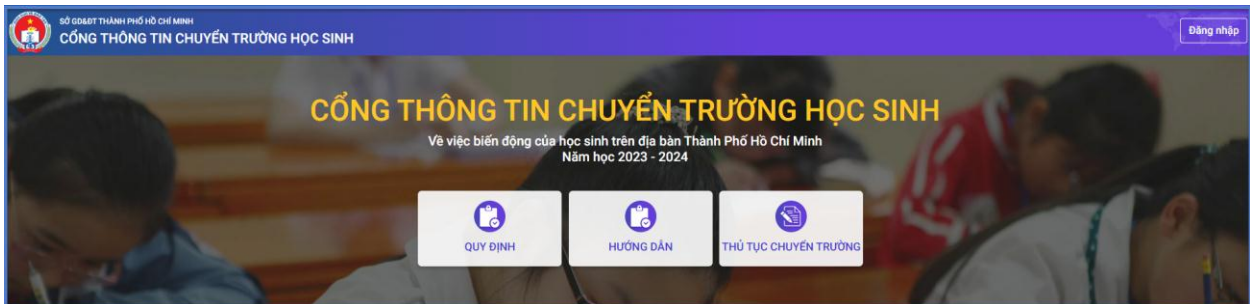 SỞ GD&ĐT THÀNH PHỐ HỒ CHÍ MINH
CỔNG THÔNG TIN CHUYỂN TRƯỜNG HỌC SINH
Đăng nhập
CỔNG THÔNG TIN CHUYỂN TRƯỜNG HỌC SINH
Về việc biến động của học sinh trên địa bàn Thành Phố Hồ Chí Minh
Năm học 2023 - 2024
QUY ĐỊNH
HƯỚNG DẪN
THỦ TỤC CHUYỂN TRƯỜNG